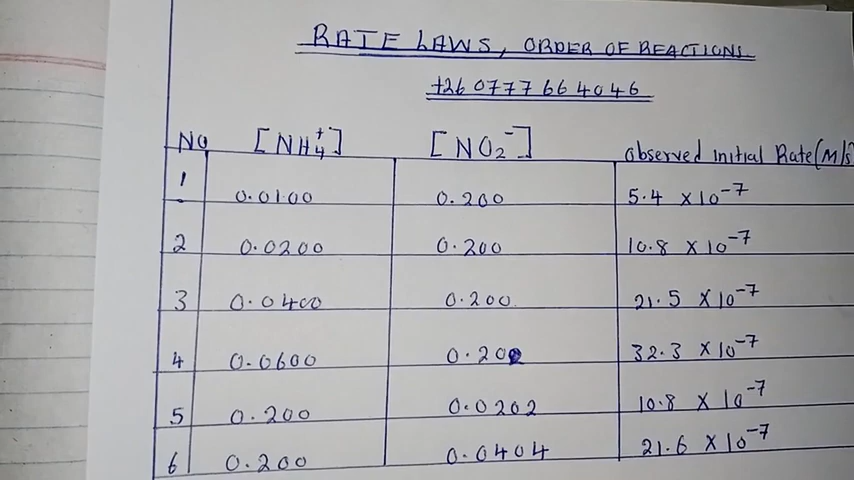 RATE LAWS, ORDER OF REACTIONS
+260777664046
No [NH4+] [NO2-] Observed Initial Rate (M/s)
1 0.0100 0.200 5.4 x10-7
2 0.0200 0.200 10.8 x10-7
3 0.0400 0.200 21.5 x10-7
4 0.0600 0.202 32.3 x10-7
5 0.200 0.0202 10.8 x 10-7
6 0.200 0.0404 21.6 x 10-7